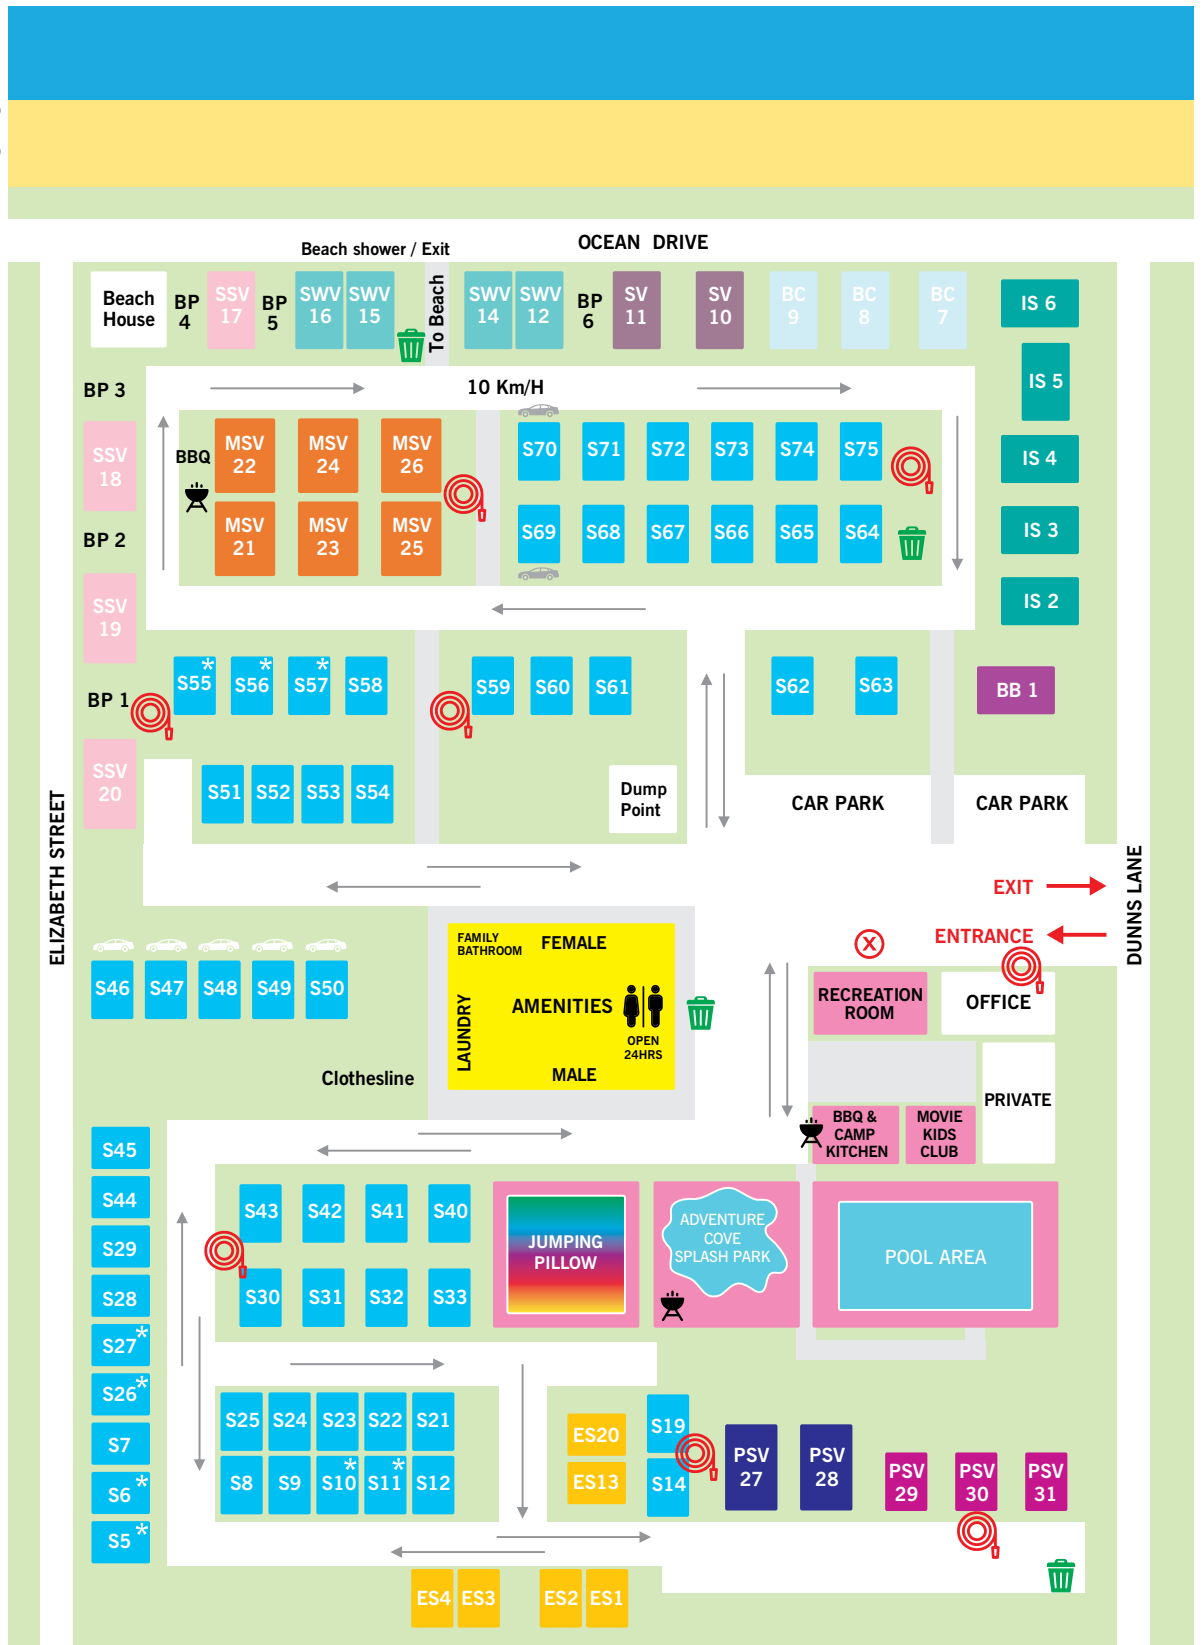 OCEAN DRIVE
Beach shower / Exit
Beach
House
BP
4
SSV
17
BP
5
SWV
16
SWV
15
To Beach
SWV
14
SWV
12
BP
6
SV
11
SV
10
BC
9
BC
8
BC
7
IS 6
BP 3
10 Km/H
IS 5
SSV
18
BBQ
MSV
22
MSV
24
MSV
26
S70
S71
S72
S73
S74
S75
IS 4
BP 2
MSV
21
MSV
23
MSV
25
S69
S68
S67
S66
S65
S64
IS 3
SSV
19
IS 2
BP 1
S55*
S56*
S57*
S58
S59
S60
S61
S62
S63
BB 1
SSV
20
S51
S52
S53
S54
Dump
Point
CAR PARK
CAR PARK
ELIZABETH STREET
DUNNS LANE
EXIT
ENTRANCE
X
FAMILY
BATHROOM
FEMALE
S46
S47
S48
S49
S50
LAUNDRY
AMENITIES
OPEN
24HRS
MALE
RECREATION
ROOM
OFFICE
Clothesline
PRIVATE
BBQ &
CAMP
KITCHEN
MOVIE
KIDS
CLUB
S45
S44
S29
S28
S27*
S26*
S7
S6*
S5*
S43
S42
S41
S40
JUMPING
PILLOW
ADVENTURE
COVE
SPLASH PARK
POOL AREA
S30
S31
S32
S33
S25
S24
S23
S22
S21
S8
S9
S10*
S11*
S12
ES20
ES13
S19
S14
PSV
27
PSV
28
PSV
29
PSV
30
PSV
31
ES4
ES3
ES2
ES1